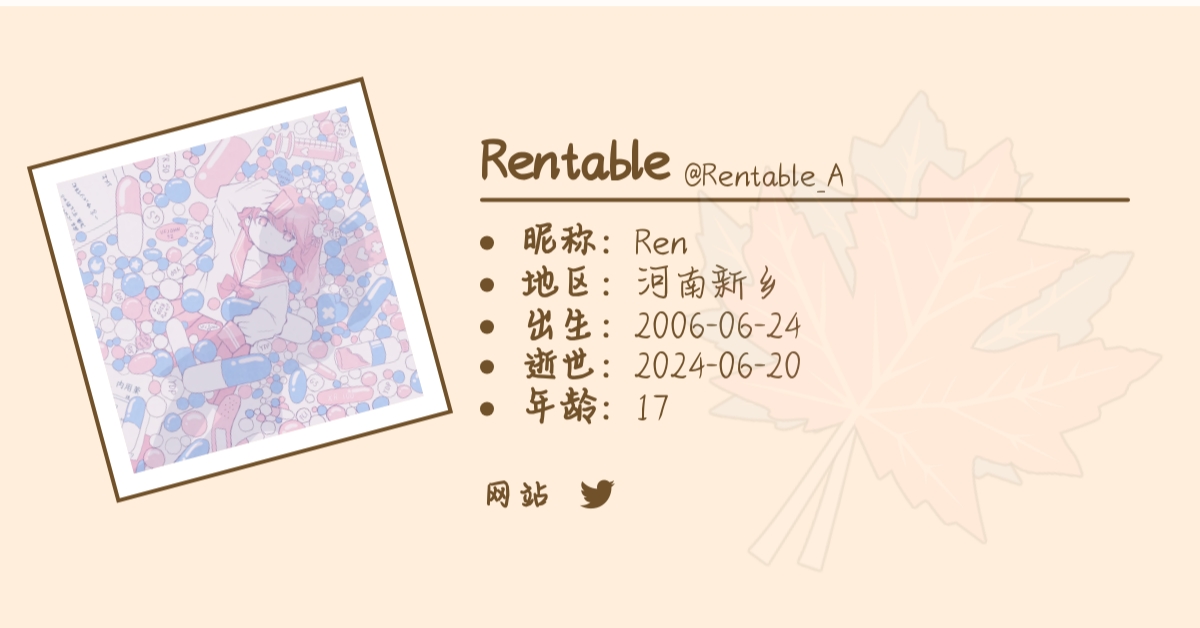 Rentable @Rentable_A
昵称：Ren
地区：河南新乡
出生：2006-06-24
逝世：2024-06-20
年龄：17
网站